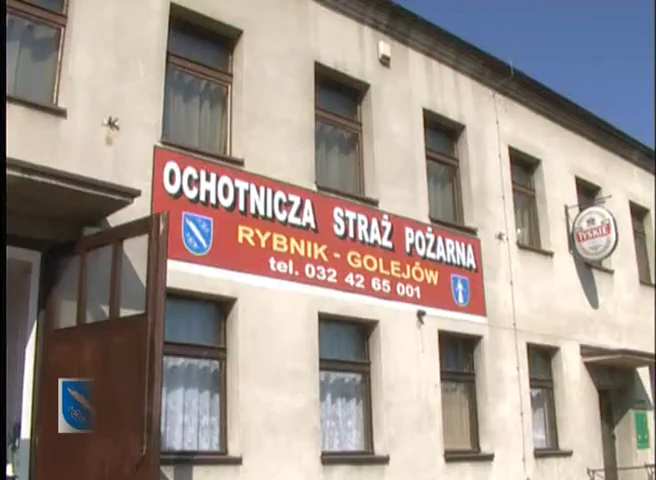 OCHOTNICZA STRAŻ POŻARNA
RYBNIK - GOLEJÓW
tel. 032 42 65 001
TYSKIE